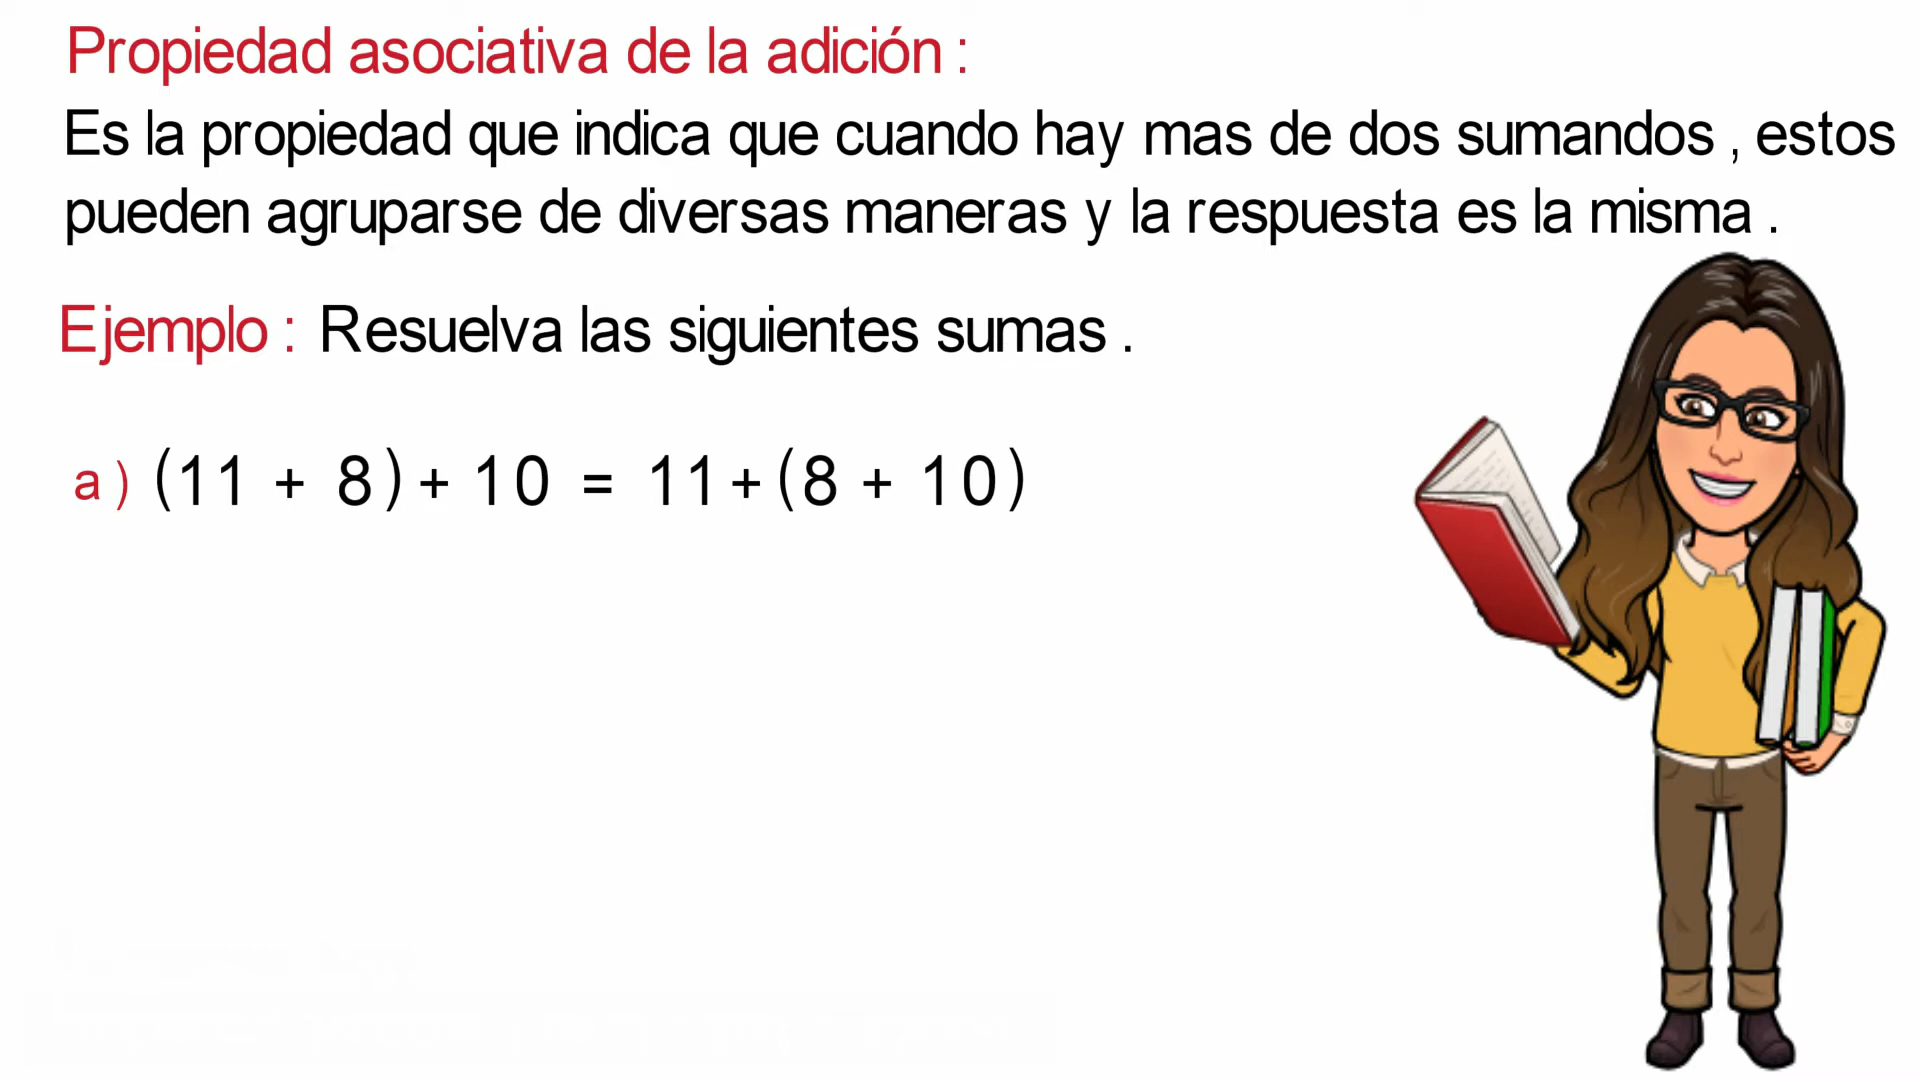 Propiedad asociativa de la adición :
Es la propiedad que indica que cuando hay mas de dos sumandos , estos
pueden agruparse de diversas maneras y la respuesta es la misma .
Ejemplo : Resuelva las siguientes sumas .
a ) (11 + 8) + 10 = 11 + (8 + 10)